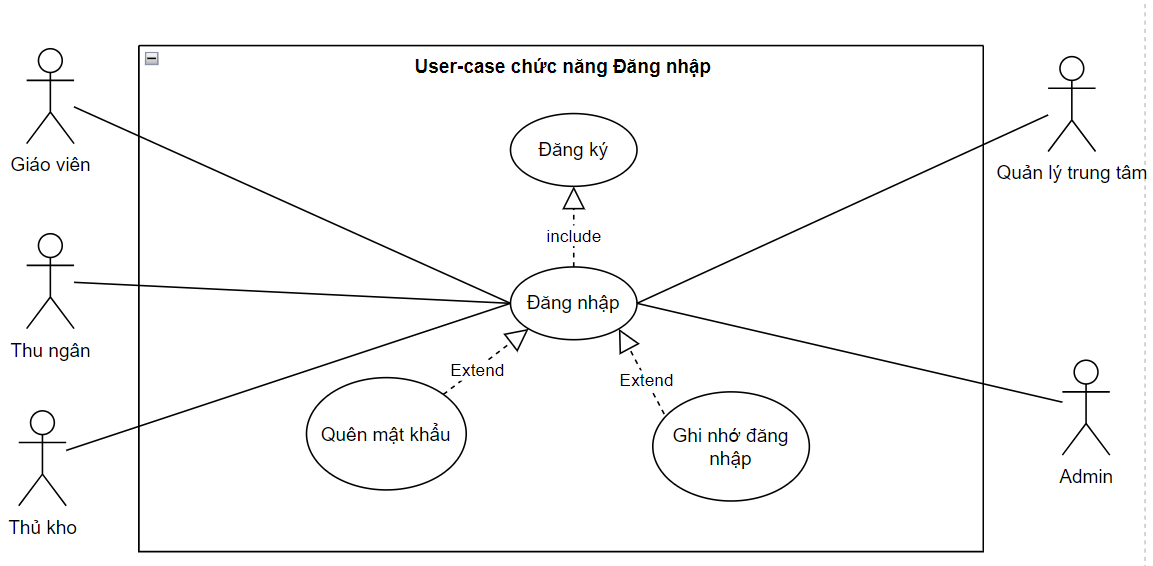 User-case chức năng Đăng nhập
Giáo viên
Quản lý trung tâm
Đăng ký
include
Thu ngân
Đăng nhập
Extend
Extend
Quên mật khẩu
Ghi nhớ đăng
nhập
Thủ kho
Admin